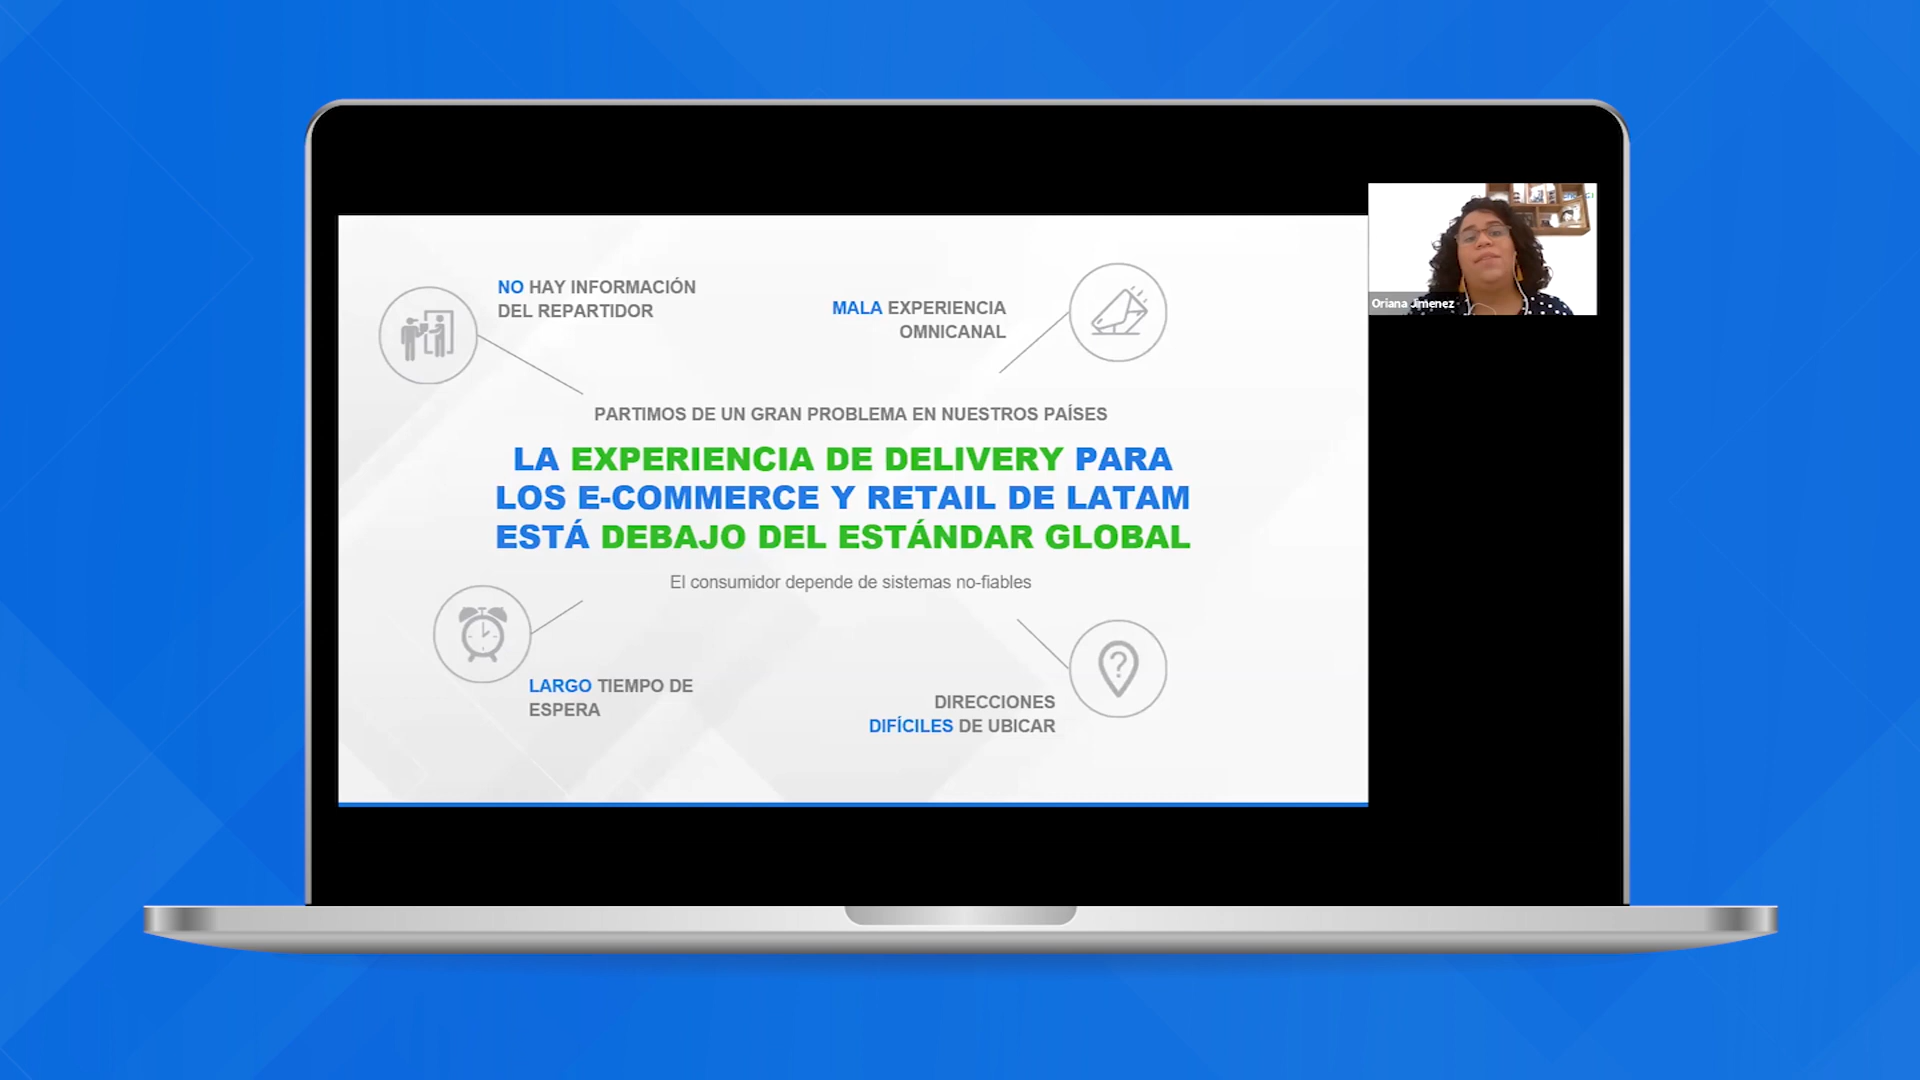 NO HAY INFORMACIÓN
DEL REPARTIDOR
MALA EXPERIENCIA
OMNICANAL
PARTIMOS DE UN GRAN PROBLEMA EN NUESTROS PAÍSES
LA EXPERIENCIA DE DELIVERY PARA
LOS E-COMMERCE Y RETAIL DE LATAM
ESTÁ DEBAJO DEL ESTÁNDAR GLOBAL
El consumidor depende de sistemas no-fiables
LARGO TIEMPO DE
ESPERA
DIRECCIONES
DIFÍCILES DE UBICAR
Oriana Jimenez